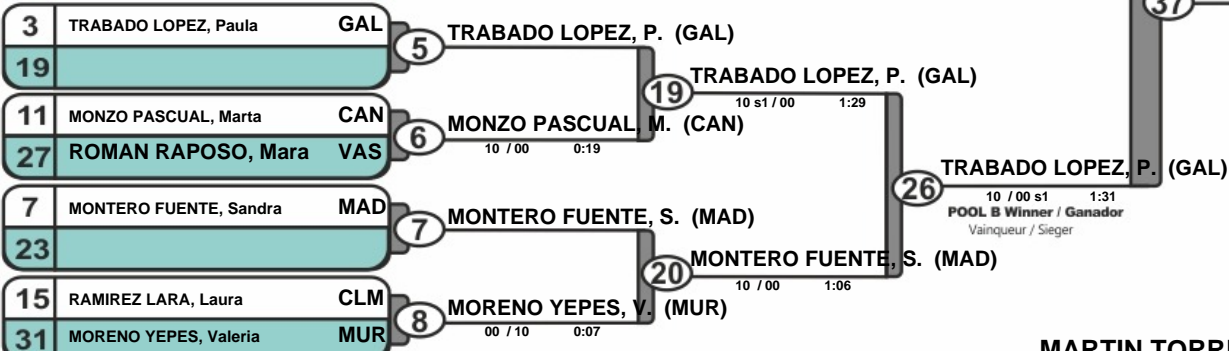 3 TRABADO LOPEZ, Paula GAL
19
5 TRABADO LOPEZ, P. (GAL)
11 MONZO PASCUAL, Marta CAN
27 ROMAN RAPOSO, Mara VAS
6 MONZO PASCUAL, M. (CAN)
10 / 00 0:19
19 TRABADO LOPEZ, P. (GAL)
10 s1 / 00 1:29
7 MONTERO FUENTE, Sandra MAD
23
7 MONTERO FUENTE, S. (MAD)
15 RAMIREZ LARA, Laura CLM
31 MORENO YEPES, Valeria MUR
8 MORENO YEPES, V. (MUR)
00 / 10 0:07
20 MONTERO FUENTE, S. (MAD)
10 / 00 1:06
26 TRABADO LOPEZ, P. (GAL)
10 / 00 s1 1:31
POOL B Winner / Ganador
Vainqueur / Sieger
37
MARTIN TORR